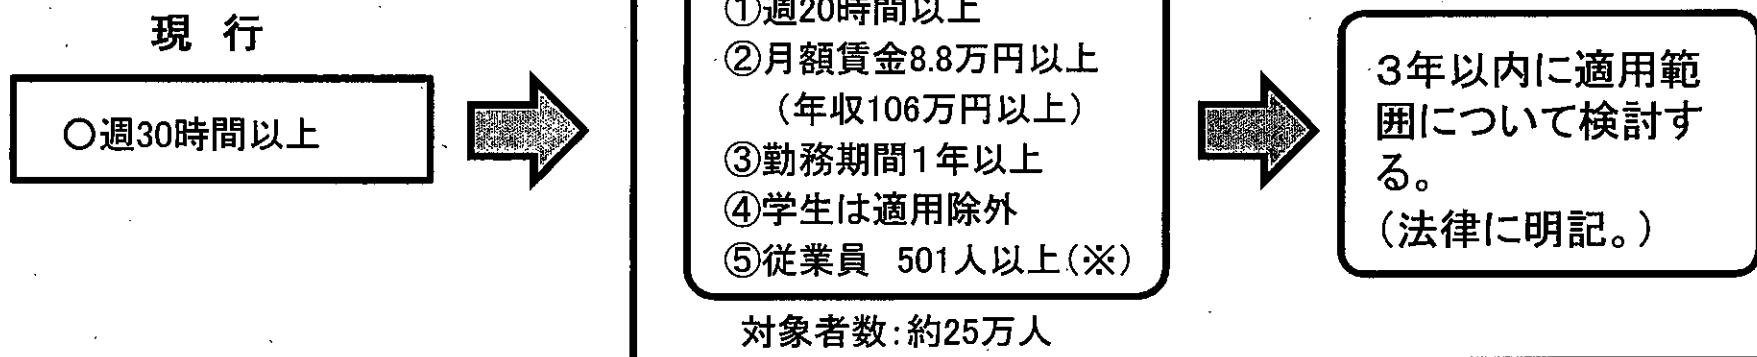 現 行
○週30時間以上
①週20時間以上
②月額賃金8.8万円以上
(年収106万円以上)
③勤務期間1年以上
④学生は適用除外
⑤従業員 501人以上(※)
対象者数:約25万人
3年以内に適用範
囲について検討す
る。
(法律に明記。)